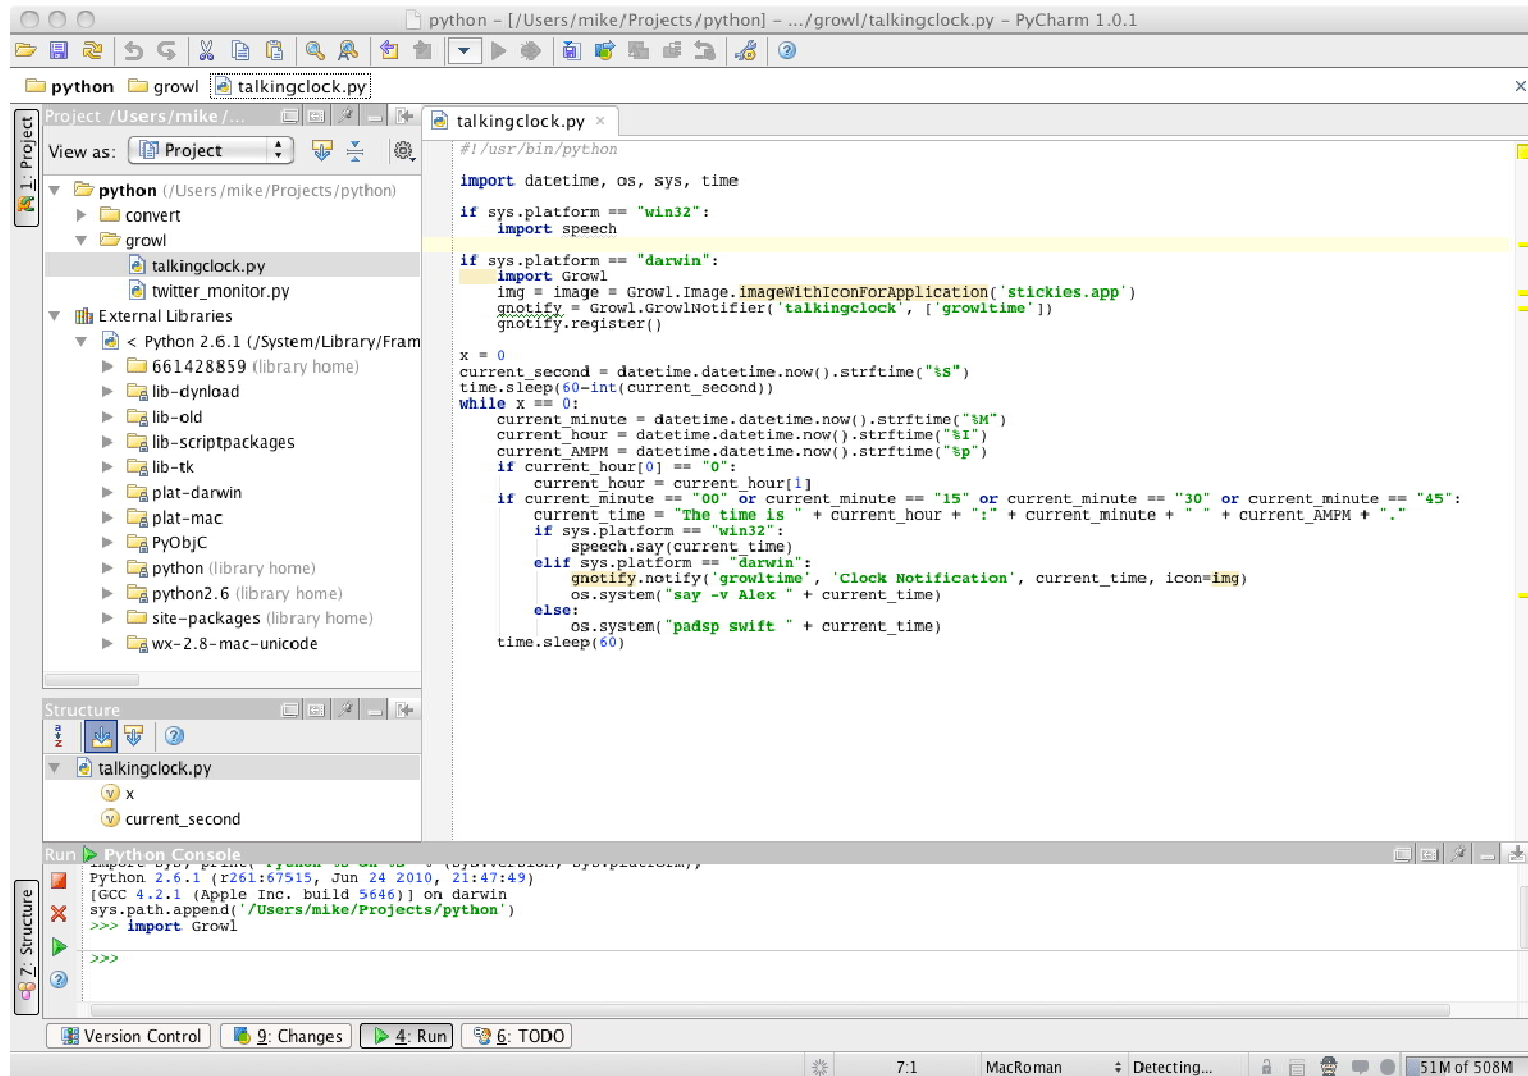 python – [/Users/mike/Projects/python] – .../growl/talkingclock.py – PyCharm 1.0.1
python growl talkingclock.py
1: Project
Project /Users/mike/...
View as: Project
python (/Users/mike/Projects/python)
convert
growl
talkingclock.py
twitter_monitor.py
External Libraries
< Python 2.6.1 (/System/Library/Fram
661428859 (library home)
lib-dynload
lib-old
lib-scriptpackages
lib-tk
plat-darwin
plat-mac
PyObjC
python (library home)
python2.6 (library home)
site-packages (library home)
wx-2.8-mac-unicode
talkingclock.py
#!/usr/bin/python
import datetime, os, sys, time
if sys.platform == "win32":
    import speech
if sys.platform == "darwin":
    import Growl
    img = image = Growl.Image.imageWithIconForApplication('stickies.app')
    gnotify = Growl.GrowlNotifier('talkingclock', ['growltime'])
    gnotify.register()
x = 0
current_second = datetime.datetime.now().strftime("%S")
time.sleep(60-int(current_second))
while x == 0:
    current_minute = datetime.datetime.now().strftime("%M")
    current_hour = datetime.datetime.now().strftime("%I")
    current_AMPM = datetime.datetime.now().strftime("%p")
    if current_hour[0] == "0":
        current_hour = current_hour[1]
    if current_minute == "00" or current_minute == "15" or current_minute == "30" or current_minute == "45":
        current_time = "The time is " + current_hour + ":" + current_minute + " " + current_AMPM + "."
        if sys.platform == "win32":
            speech.say(current_time)
        elif sys.platform == "darwin":
            gnotify.notify('growltime', 'Clock Notification', current_time, icon=img)
            os.system("say -v Alex " + current_time)
        else:
            os.system("padsp swift " + current_time)
    time.sleep(60)
Structure
talkingclock.py
x
current_second
7: Structure
Run Python Console
import sys; print('Python %s on %s' % (sys.version, sys.platform))
Python 2.6.1 (r261:67515, Jun 24 2010, 21:47:49)
[GCC 4.2.1 (Apple Inc. build 5646)] on darwin
sys.path.append('/Users/mike/Projects/python')
>>> import Growl
>>>
Version Control 9: Changes 4: Run 6: TODO
7:1 MacRoman Detecting... 51M of 508M